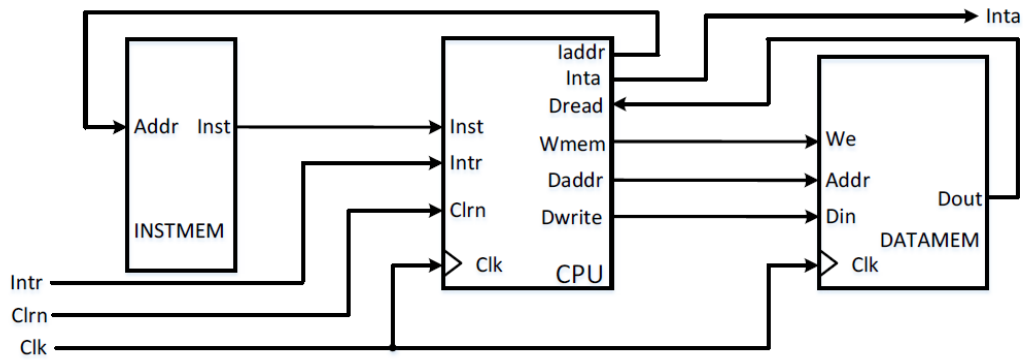 Inta
Iaddr
Inta
Dread
Addr Inst
Inst
Wmem
We
Intr
Daddr
Addr
Clrn
Dwrite
Din
Dout
INSTMEM
DATAMEM
Clk
CPU
Clk
Intr
Clrn
Clk